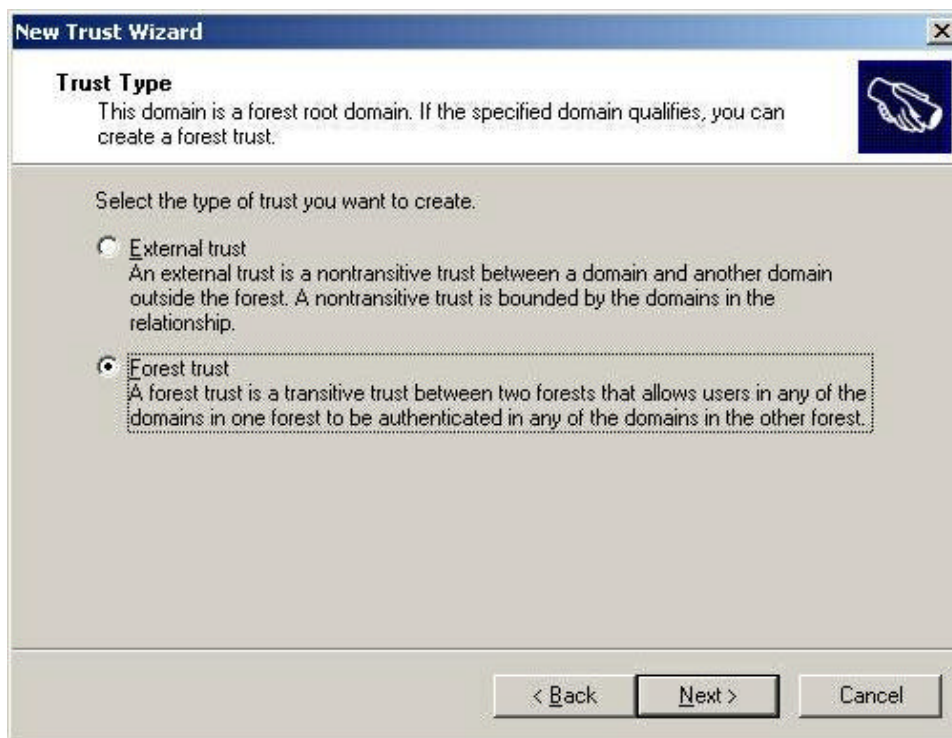 New Trust Wizard
Trust Type
This domain is a forest root domain. If the specified domain qualifies, you can
create a forest trust.
Select the type of trust you want to create.
External trust
An external trust is a nontransitive trust between a domain and another domain
outside the forest. A nontransitive trust is bounded by the domains in the
relationship.
Forest trust
A forest trust is a transitive trust between two forests that allows users in any of the
domains in one forest to be authenticated in any of the domains in the other forest.
< Back Next > Cancel